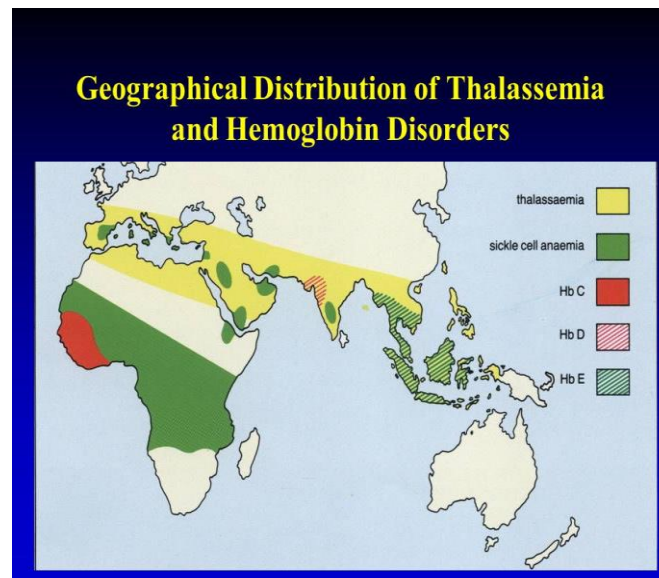 Geographical Distribution of Thalassemia
and Hemoglobin Disorders
thalassaemia
sickle cell anaemia
Hb C
Hb D
Hb E